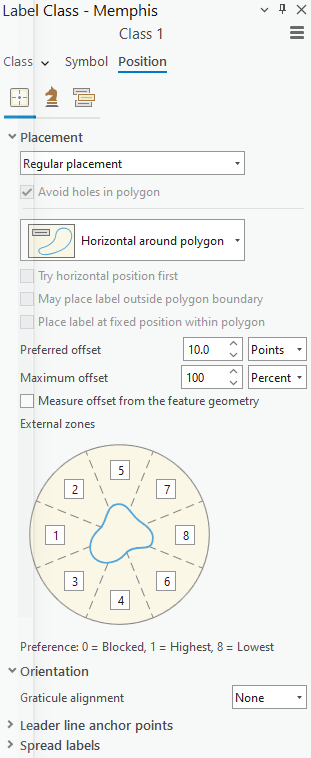 Label Class - Memphis
Class 1
Class Symbol Position
Placement
Regular placement
Avoid holes in polygon
Horizontal around polygon
Try horizontal position first
May place label outside polygon boundary
Place label at fixed position within polygon
Preferred offset 10.0 Points
Maximum offset 100 Percent
Measure offset from the feature geometry
External zones
5
2 7
1 8
3 6
4
Preference: 0 = Blocked, 1 = Highest, 8 = Lowest
Orientation
Graticule alignment None
Leader line anchor points
Spread labels